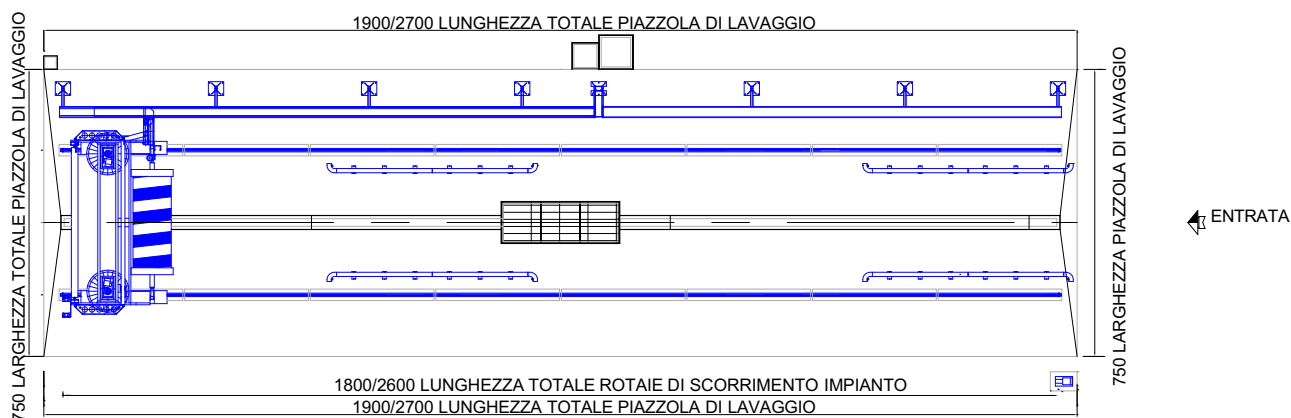 1900/2700 LUNGHEZZA TOTALE PIAZZOLA DI LAVAGGIO
750 LARGHEZZA TOTALE PIAZZOLA DI LAVAGGIO
750 LARGHEZZA PIAZZOLA DI LAVAGGIO
ENTRATA
1800/2600 LUNGHEZZA TOTALE ROTAIE DI SCORRIMENTO IMPIANTO
1900/2700 LUNGHEZZA TOTALE PIAZZOLA DI LAVAGGIO